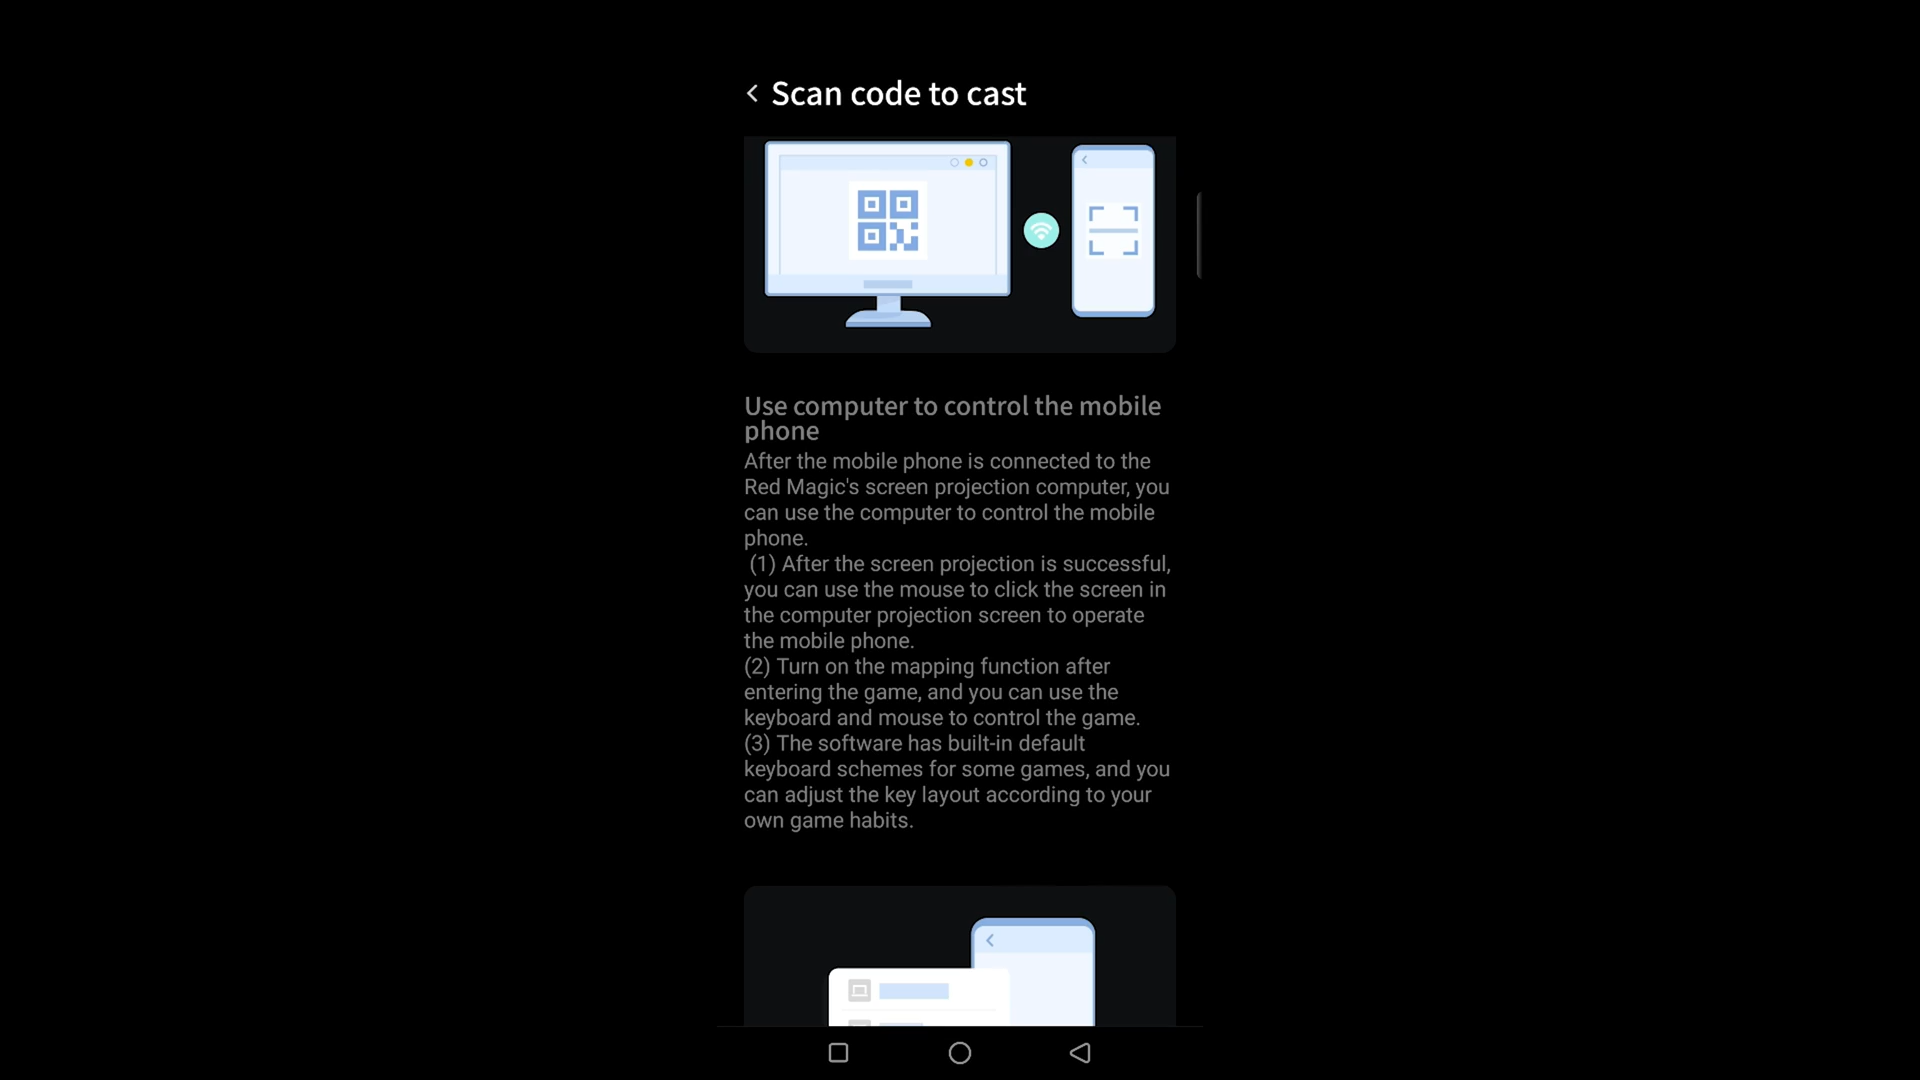 Scan code to cast
Use computer to control the mobile
phone
After the mobile phone is connected to the
Red Magic's screen projection computer, you
can use the computer to control the mobile
phone.
(1) After the screen projection is successful,
you can use the mouse to click the screen in
the computer projection screen to operate
the mobile phone.
(2) Turn on the mapping function after
entering the game, and you can use the
keyboard and mouse to control the game.
(3) The software has built-in default
keyboard schemes for some games, and you
can adjust the key layout according to your
own game habits.